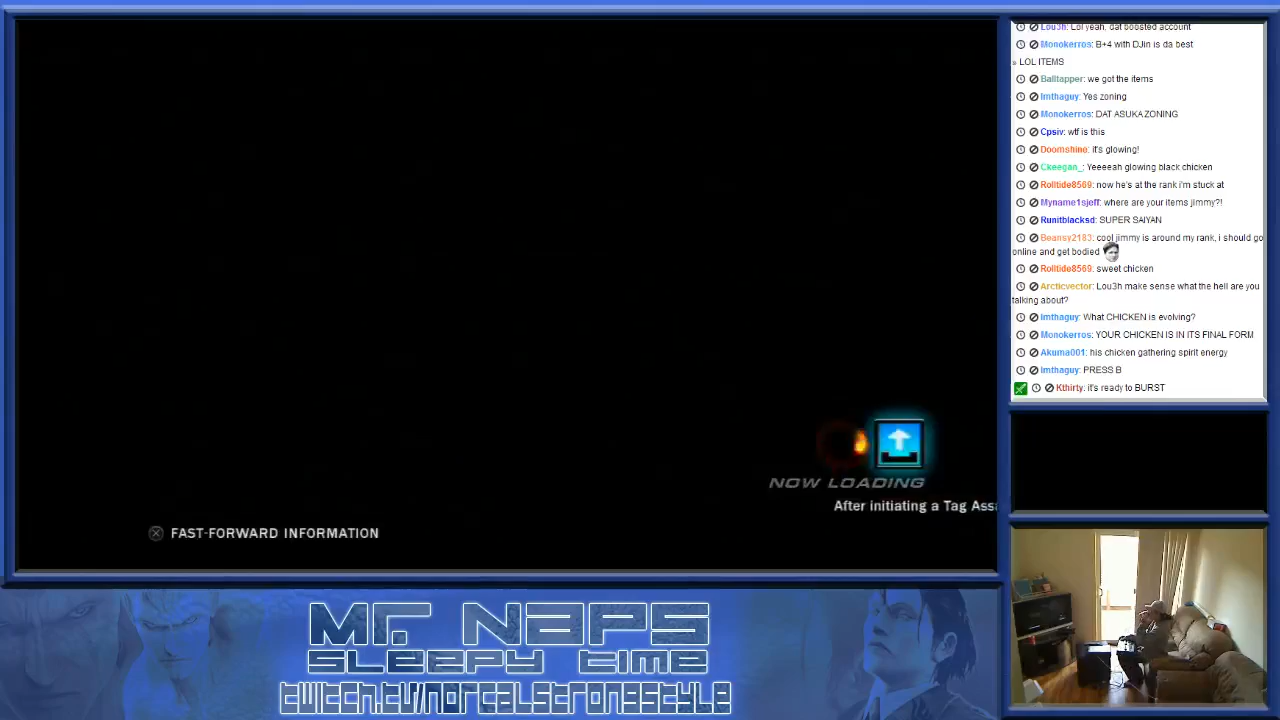 Lou3h: Lol yeah, dat boosted account
Monokerros: B+4 with DJin is da best
» LOL ITEMS
Balltapper: we got the items
Imthaguy: Yes zoning
Monokerros: DAT ASUKA ZONING
Cpsiv: wtf is this
Doomshine: it's glowing!
Ckeegan_: Yeeeeah glowing black chicken
Rolltide8569: now he's at the rank i'm stuck at
Myname1sjeff: where are your items jimmy?!
Runitblacksd: SUPER SAIYAN
Beansy2183: cool jimmy is around my rank, i should go
online and get bodied
Rolltide8569: sweet chicken
Arcticvector: Lou3h make sense what the hell are you
talking about?
Imthaguy: What CHICKEN is evolving?
Monokerros: YOUR CHICKEN IS IN ITS FINAL FORM
Akuma001: his chicken gathering spirit energy
Imthaguy: PRESS B
Kthirty: it's ready to BURST
NOW LOADING
After initiating a Tag Assa
FAST-FORWARD INFORMATION
Mr. Naps
Sleepy Time
twitch.tv/norcalstrongstyle